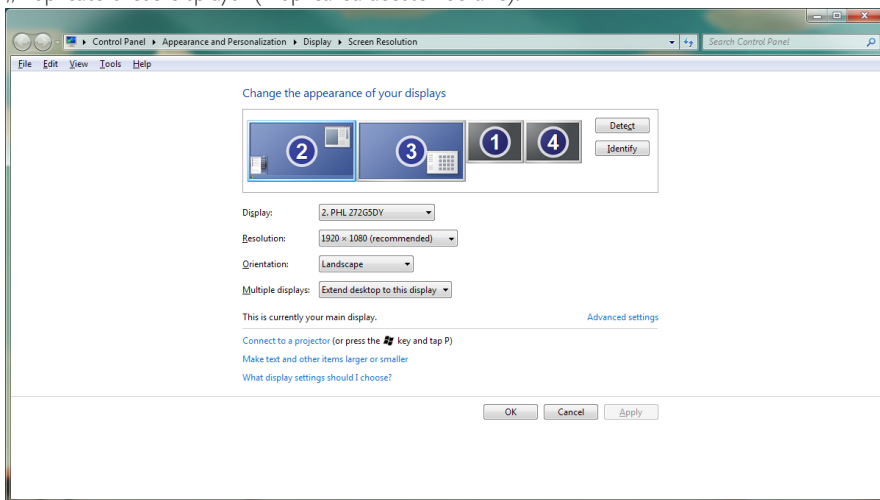 Control Panel ▸ Appearance and Personalization ▸ Display ▸ Screen Resolution
Search Control Panel
File Edit View Tools Help
Change the appearance of your displays
2 3 1 4
Detect
Identify
Display: 2. PHL 272G5DY
Resolution: 1920 × 1080 (recommended)
Orientation: Landscape
Multiple displays: Extend desktop to this display
This is currently your main display.
Advanced settings
Connect to a projector (or press the key and tap P)
Make text and other items larger or smaller
What display settings should I choose?
OK Cancel Apply